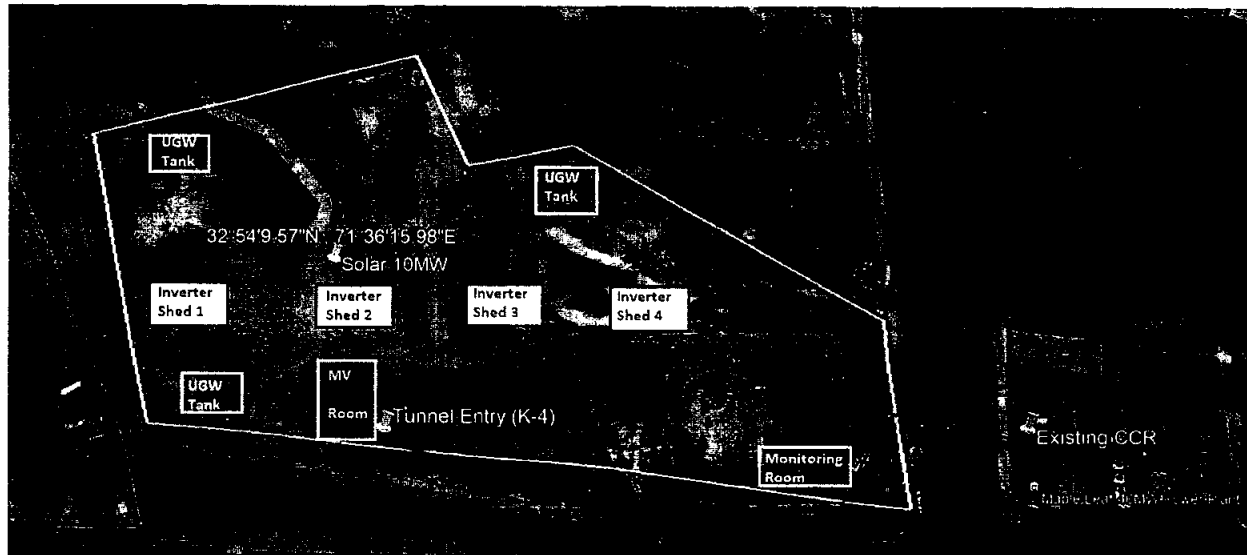 UGW
Tank
UGW
Tank
32°54'9.57"N 71°36'15.98"E
Solar 10MW
Inverter
Shed 1
Inverter
Shed 2
Inverter
Shed 3
Inverter
Shed 4
UGW
Tank
MV
Room
Tunnel Entry (K-4)
Existing CCR
Monitoring
Room